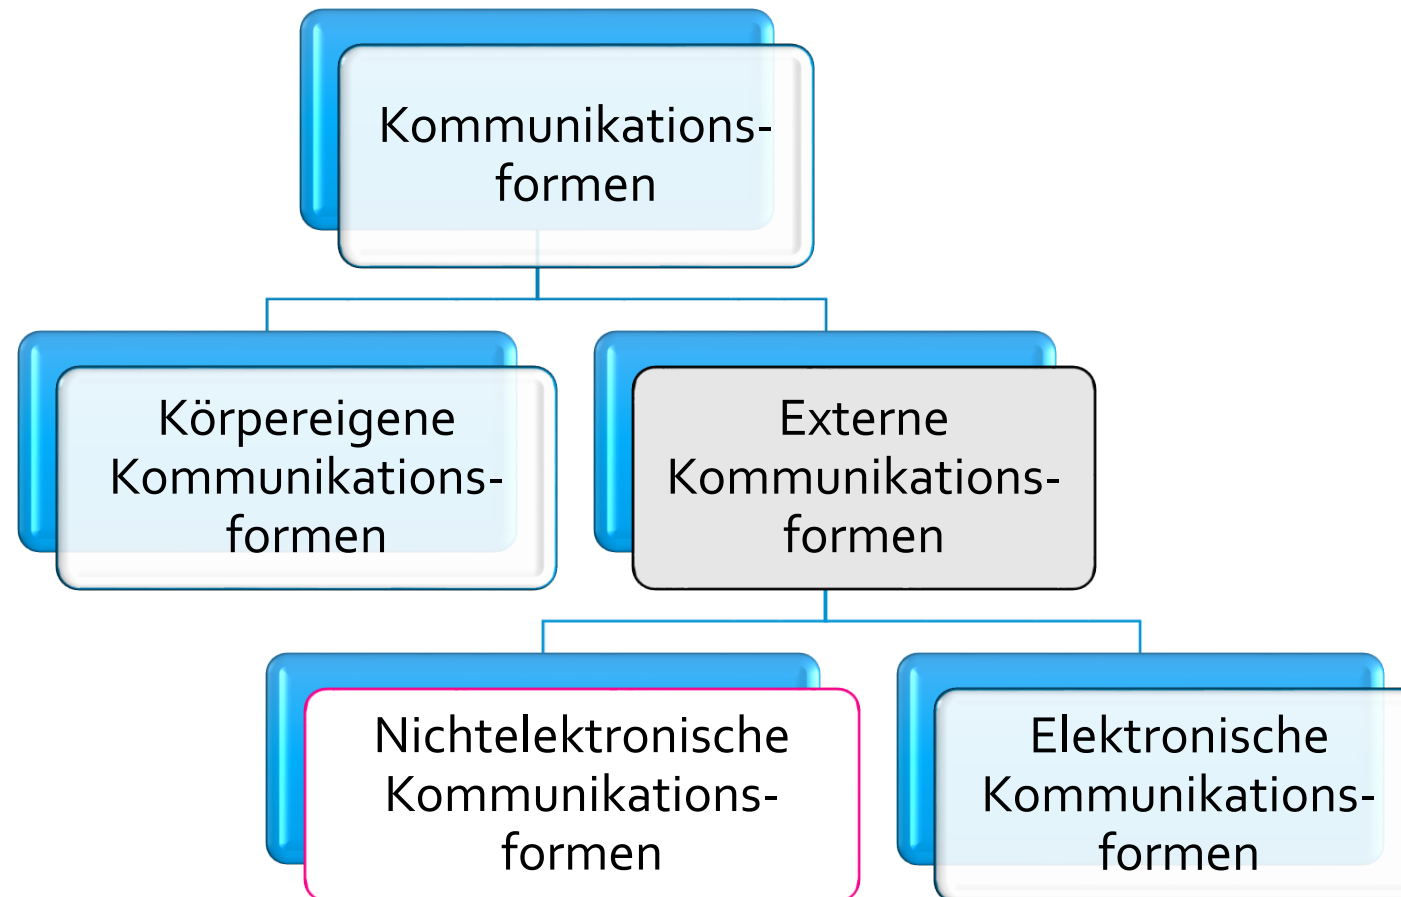 Kommunikations-
formen
Körpereigene
Kommunikations-
formen
Externe
Kommunikations-
formen
Nichtelektronische
Kommunikations-
formen
Elektronische
Kommunikations-
formen